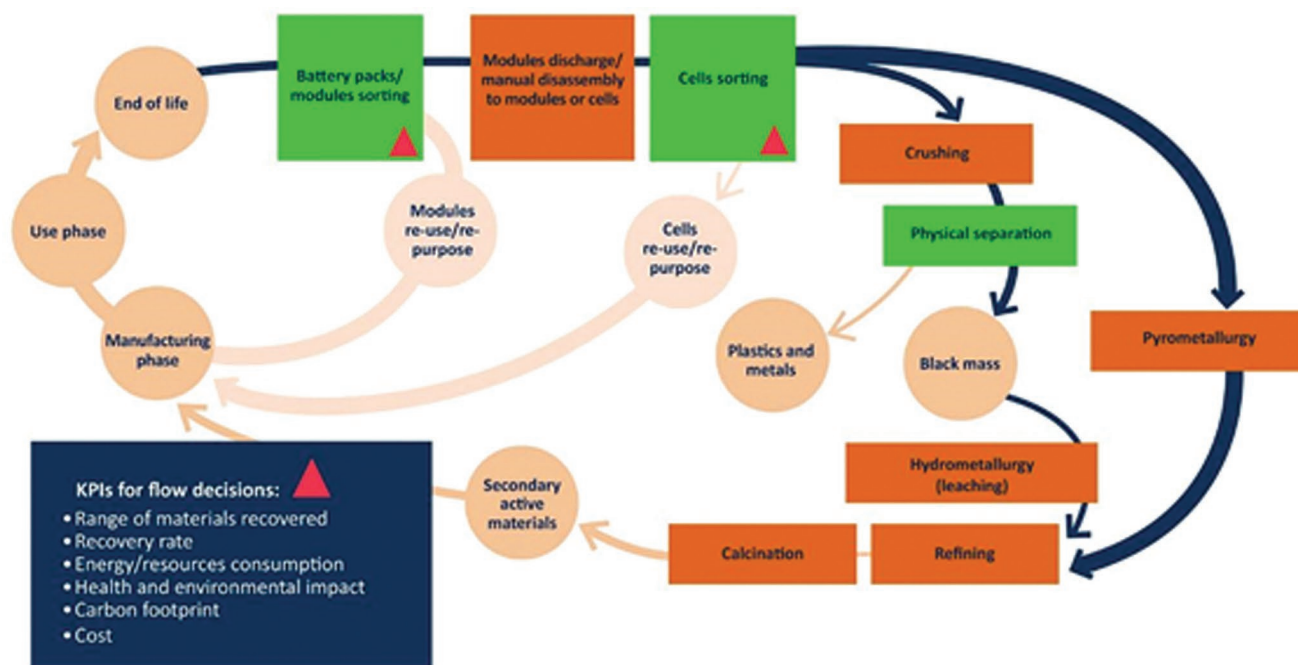 End of life
Battery packs/
modules sorting
Modules discharge/
manual disassembly
to modules or cells
Cells sorting
Crushing
Use phase
Modules
re-use/re-
purpose
Cells
re-use/re-
purpose
Physical separation
Manufacturing
phase
Plastics and
metals
Black mass
Pyrometallurgy
Hydrometallurgy
(leaching)
Secondary
active
materials
Calcination
Refining
KPIs for flow decisions:
• Range of materials recovered
• Recovery rate
• Energy/resources consumption
• Health and environmental impact
• Carbon footprint
• Cost